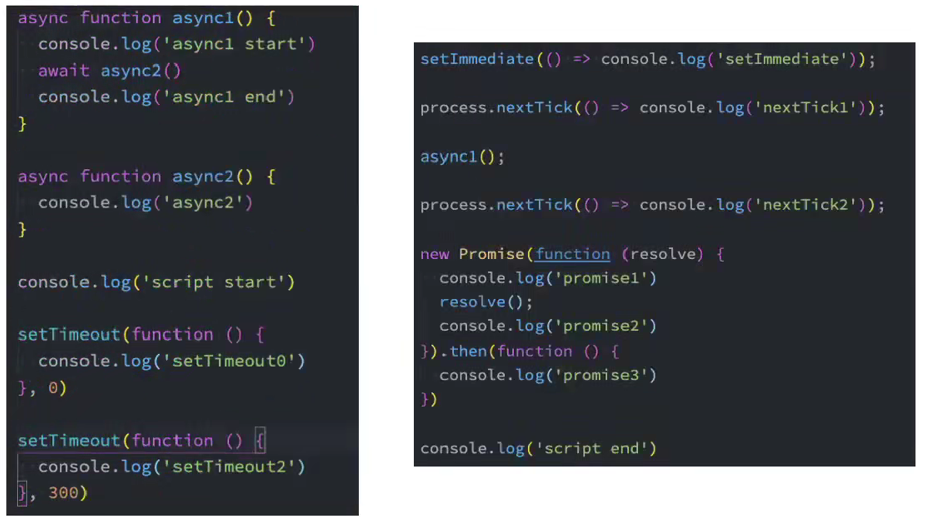 async function async1() {
console.log('async1 start')
await async2()
console.log('async1 end')
}
async function async2() {
console.log('async2')
}
console.log('script start')
setTimeout(function () {
console.log('setTimeout0')
}, 0)
setTimeout(function () {
console.log('setTimeout2')
}, 300)
setImmediate(() => console.log('setImmediate'));
process.nextTick(() => console.log('nextTick1'));
async1();
process.nextTick(() => console.log('nextTick2'));
new Promise(function (resolve) {
console.log('promise1')
resolve();
console.log('promise2')
}).then(function () {
console.log('promise3')
})
console.log('script end')